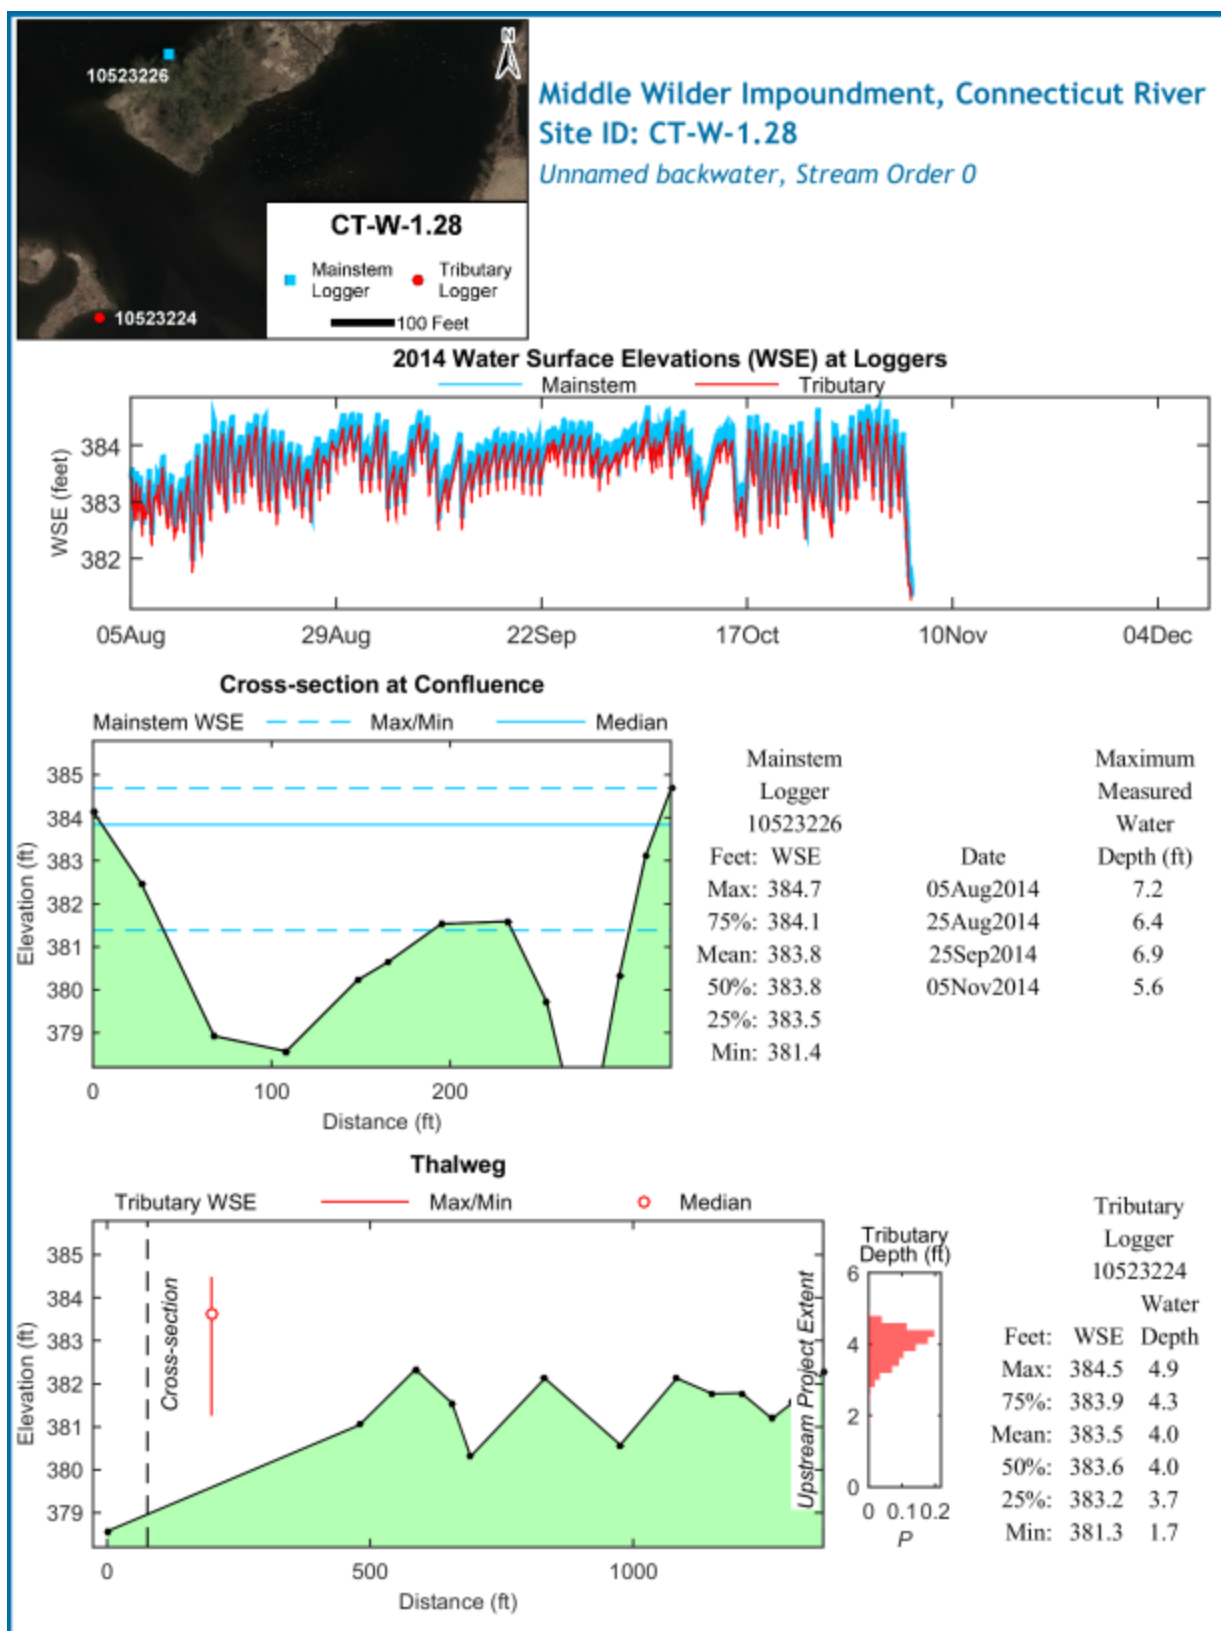 N
10523226
CT-W-1.28
Mainstem Logger
Tributary Logger
100 Feet
10523224
Middle Wilder Impoundment, Connecticut River
Site ID: CT-W-1.28
Unnamed backwater, Stream Order 0
2014 Water Surface Elevations (WSE) at Loggers
Mainstem Tributary
WSE (feet)
384
383
382
05Aug 29Aug 22Sep 17Oct 10Nov 04Dec
Cross-section at Confluence
Mainstem WSE Max/Min Median
Elevation (ft)
385
384
383
382
381
380
379
0 100 200
Distance (ft)
Mainstem Maximum
Logger Measured
10523226 Water
Feet: WSE Date Depth (ft)
Max: 384.7 05Aug2014 7.2
75%: 384.1 25Aug2014 6.4
Mean: 383.8 25Sep2014 6.9
50%: 383.8 05Nov2014 5.6
25%: 383.5
Min: 381.4
Thalweg
Tributary WSE Max/Min Median
Elevation (ft)
385
384
383
382
381
380
379
Cross-section
Upstream Project Extent
0 500 1000
Distance (ft)
Tributary
Depth (ft)
6
4
2
0
0 0.1 0.2
P
Tributary
Logger
10523224
Water
Feet: WSE Depth
Max: 384.5 4.9
75%: 383.9 4.3
Mean: 383.5 4.0
50%: 383.6 4.0
25%: 383.2 3.7
Min: 381.3 1.7